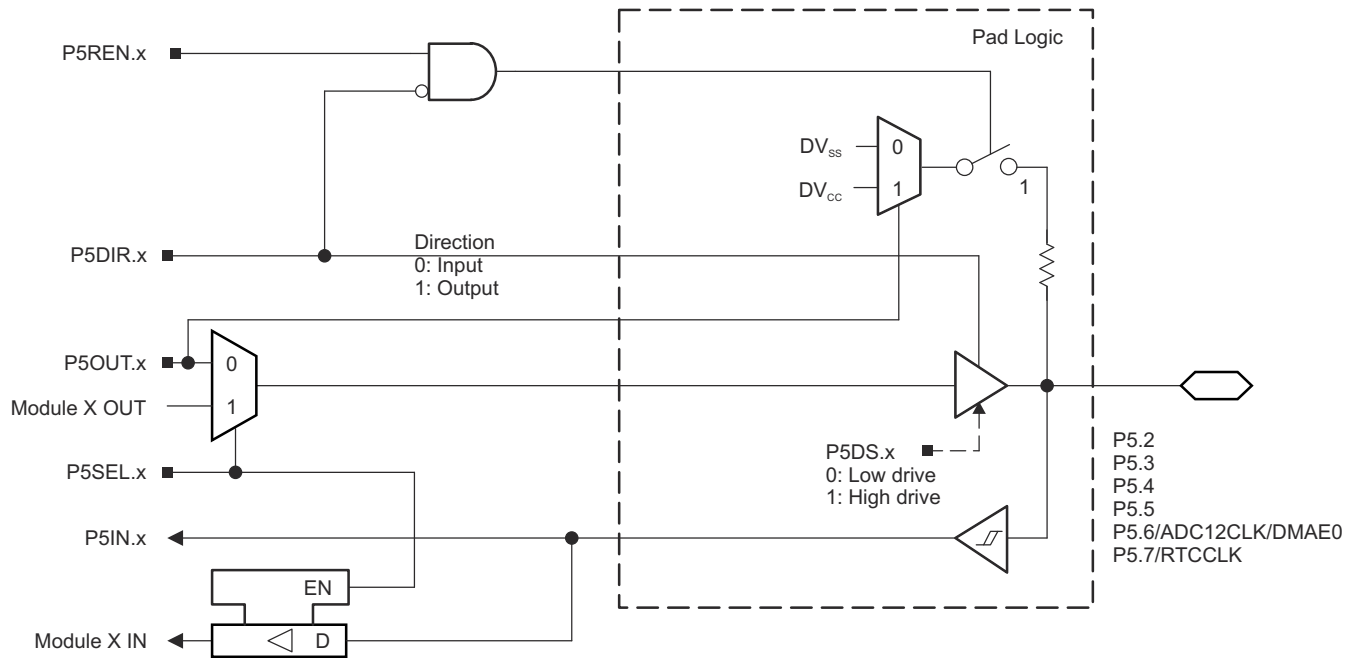 Pad Logic
P5REN.x
DVSS
0
DVCC
1
1
P5DIR.x
Direction
0: Input
1: Output
P5OUT.x
0
Module X OUT
1
P5DS.x
0: Low drive
1: High drive
P5SEL.x
P5.2
P5.3
P5.4
P5.5
P5.6/ADC12CLK/DMAE0
P5.7/RTCCLK
P5IN.x
EN
Module X IN
D